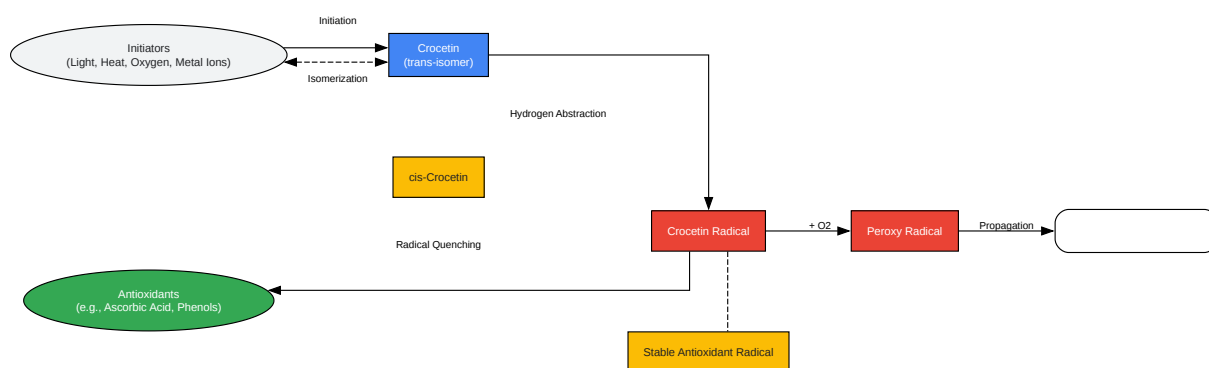 Initiation
Initiators
(Light, Heat, Oxygen, Metal Ions)
Crocetin
(trans-isomer)
Isomerization
Hydrogen Abstraction
cis-Crocetin
Crocetin Radical
+ O2
Peroxy Radical
Propagation
Radical Quenching
Antioxidants
(e.g., Ascorbic Acid, Phenols)
Stable Antioxidant Radical